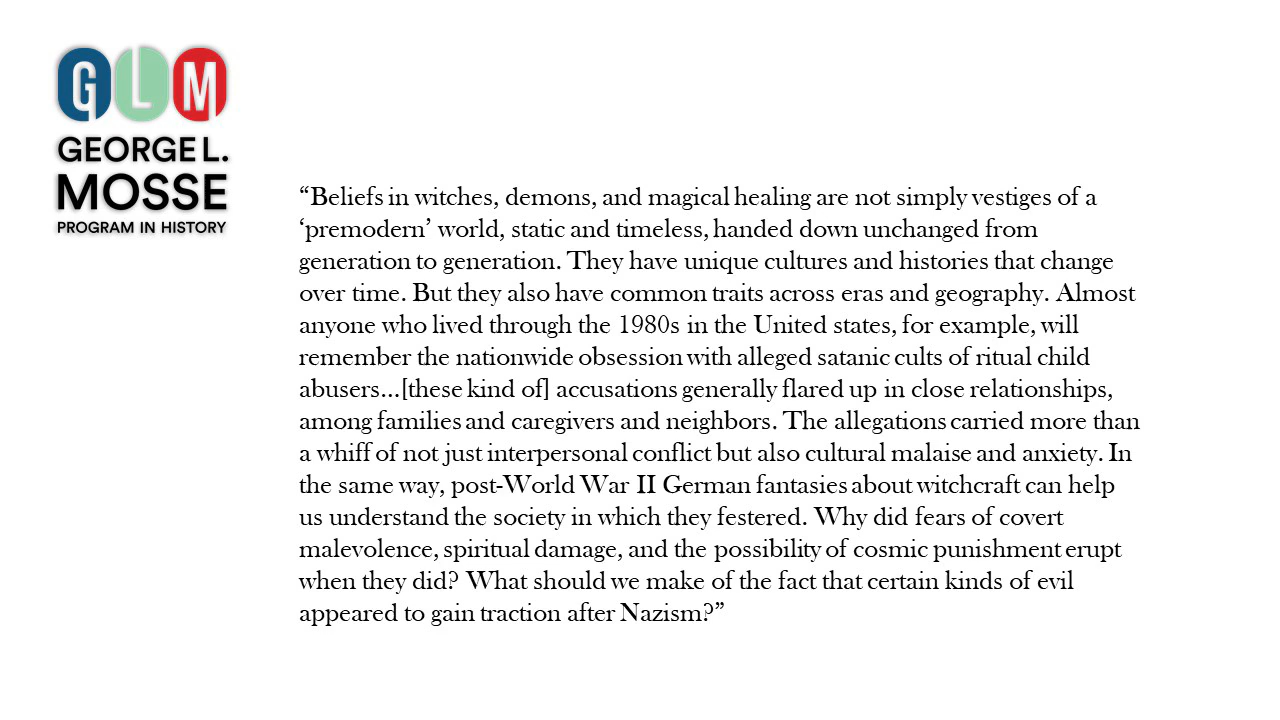 GLM
GEORGE L.
MOSSE
PROGRAM IN HISTORY
“Beliefs in witches, demons, and magical healing are not simply vestiges of a
‘premodern’ world, static and timeless, handed down unchanged from
generation to generation. They have unique cultures and histories that change
over time. But they also have common traits across eras and geography. Almost
anyone who lived through the 1980s in the United states, for example, will
remember the nationwide obsession with alleged satanic cults of ritual child
abusers...[these kind of] accusations generally flared up in close relationships,
among families and caregivers and neighbors. The allegations carried more than
a whiff of not just interpersonal conflict but also cultural malaise and anxiety. In
the same way, post-World War II German fantasies about witchcraft can help
us understand the society in which they festered. Why did fears of covert
malevolence, spiritual damage, and the possibility of cosmic punishment erupt
when they did? What should we make of the fact that certain kinds of evil
appeared to gain traction after Nazism?”